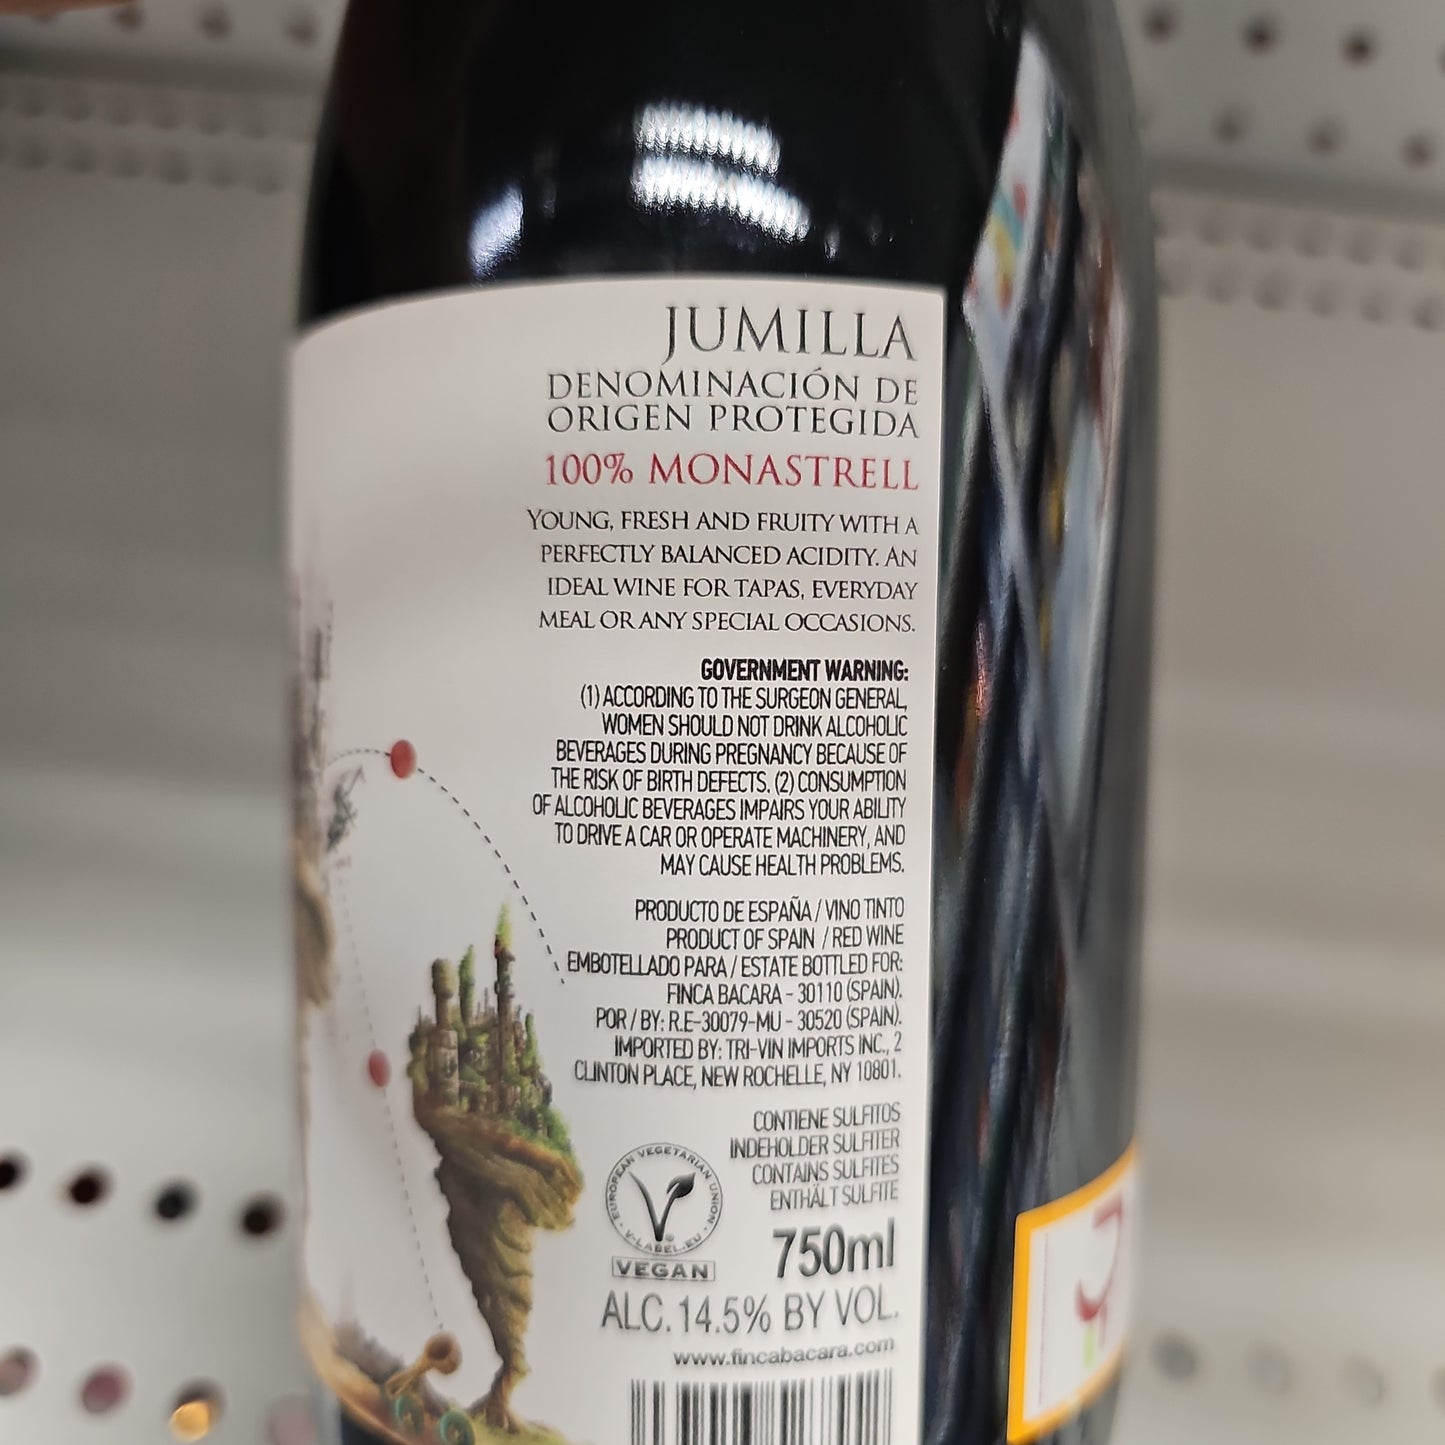 JUMILLA
DENOMINACIÓN DE
ORIGEN PROTEGIDA
100% MONASTRELL
YOUNG, FRESH AND FRUITY WITH A
PERFECTLY BALANCED ACIDITY. AN
IDEAL WINE FOR TAPAS, EVERYDAY
MEAL OR ANY SPECIAL OCCASIONS.
GOVERNMENT WARNING:
(1) ACCORDING TO THE SURGEON GENERAL,
WOMEN SHOULD NOT DRINK ALCOHOLIC
BEVERAGES DURING PREGNANCY BECAUSE OF
THE RISK OF BIRTH DEFECTS. (2) CONSUMPTION
OF ALCOHOLIC BEVERAGES IMPAIRS YOUR ABILITY
TO DRIVE A CAR OR OPERATE MACHINERY, AND
MAY CAUSE HEALTH PROBLEMS.
PRODUCTO DE ESPAÑA / VINO TINTO
PRODUCT OF SPAIN / RED WINE
EMBOTELLADO PARA / ESTATE BOTTLED FOR:
FINCA BACARA - 30110 (SPAIN).
POR / BY: R.E-30079-MU - 30520 (SPAIN).
IMPORTED BY: TRI-VIN IMPORTS INC., 2
CLINTON PLACE, NEW ROCHELLE, NY 10801.
CONTIENE SULFITOS
INDEHOLDER SULFITER
CONTAINS SULFITES
ENTHÄLT SULFITE
EUROPEAN VEGETARIAN UNION
V-LABEL.EU
VEGAN
750ml
ALC. 14.5% BY VOL.
www.fincabacara.com